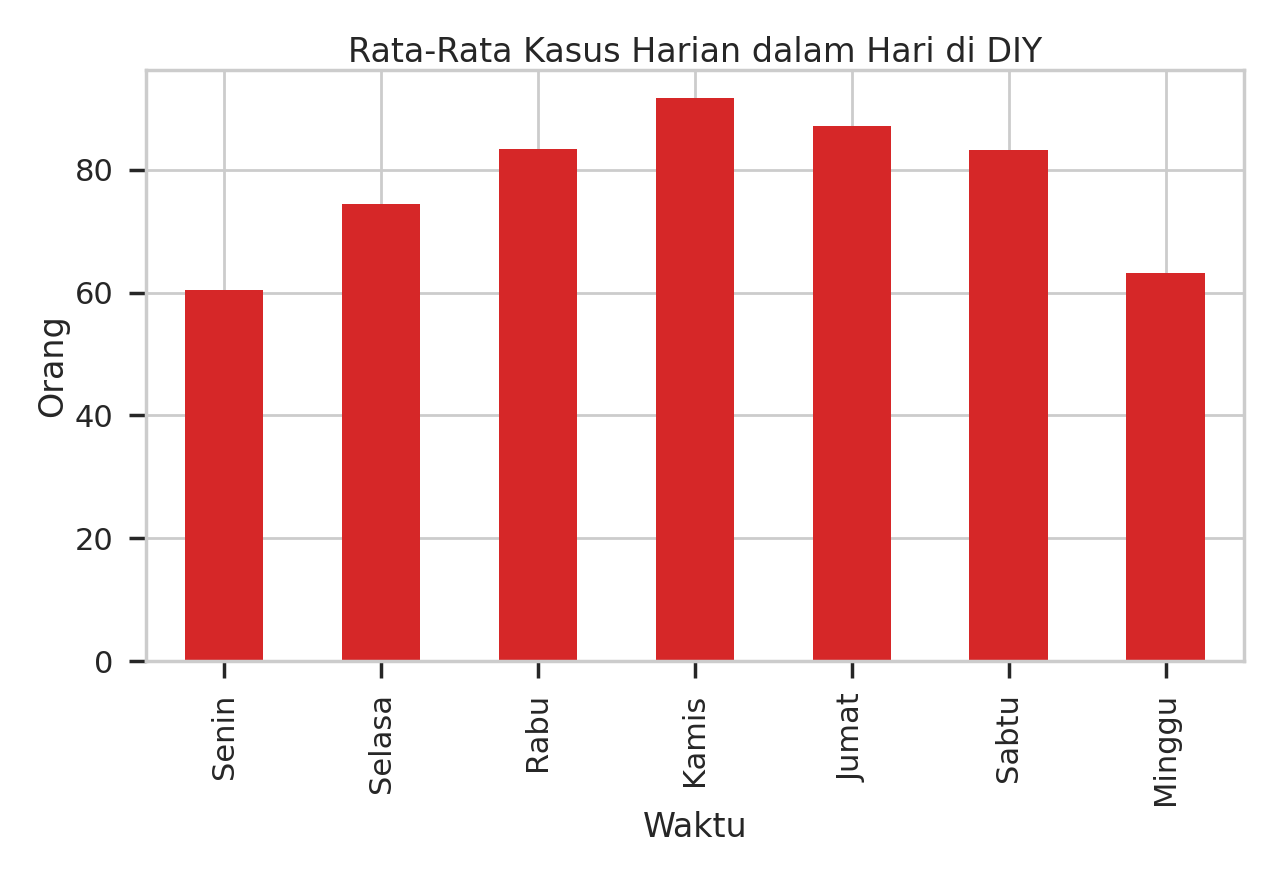 Rata-Rata Kasus Harian dalam Hari di DIY
Orang
80
60
40
20
0
Senin
Selasa
Rabu
Kamis
Jumat
Sabtu
Minggu
Waktu